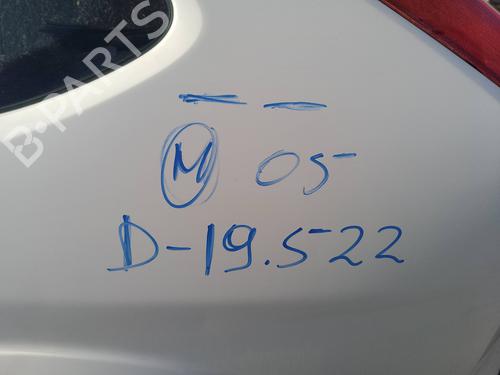 B-PARTS
— —
M 05
D-19.522